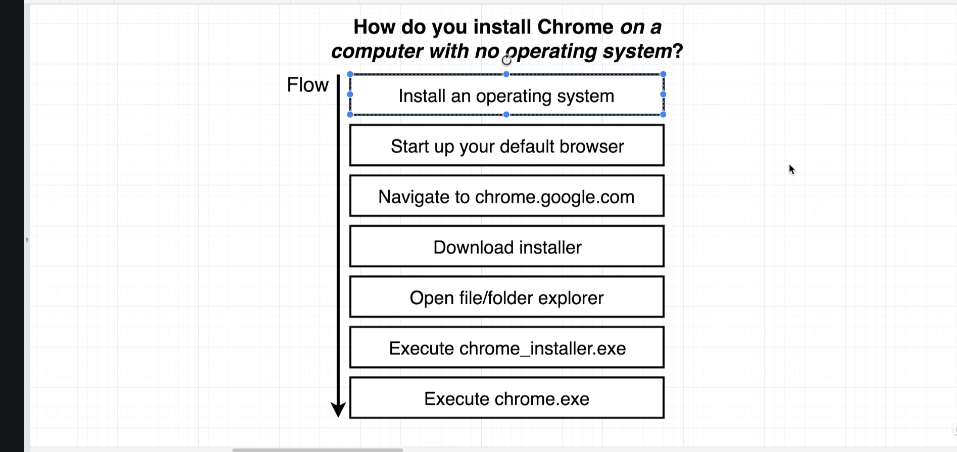 How do you install Chrome on a
computer with no operating system?
Flow
Install an operating system
Start up your default browser
Navigate to chrome.google.com
Download installer
Open file/folder explorer
Execute chrome_installer.exe
Execute chrome.exe